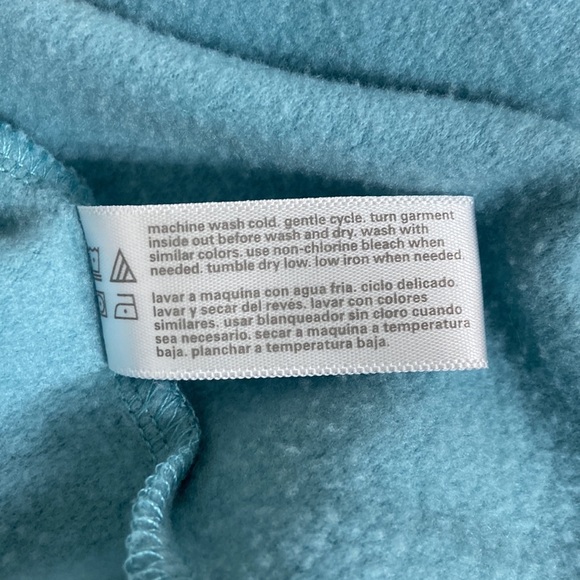 machine wash cold. gentle cycle. turn garment
inside out before wash and dry. wash with
similar colors. use non-chlorine bleach when
needed. tumble dry low. low iron when needed.
lavar a maquina con agua fria. ciclo delicado.
lavar y secar del revés. lavar con colores
similares. usar blanqueador sin cloro cuando
sea necesario. secar a maquina a temperatura
baja. planchar a temperatura baja.